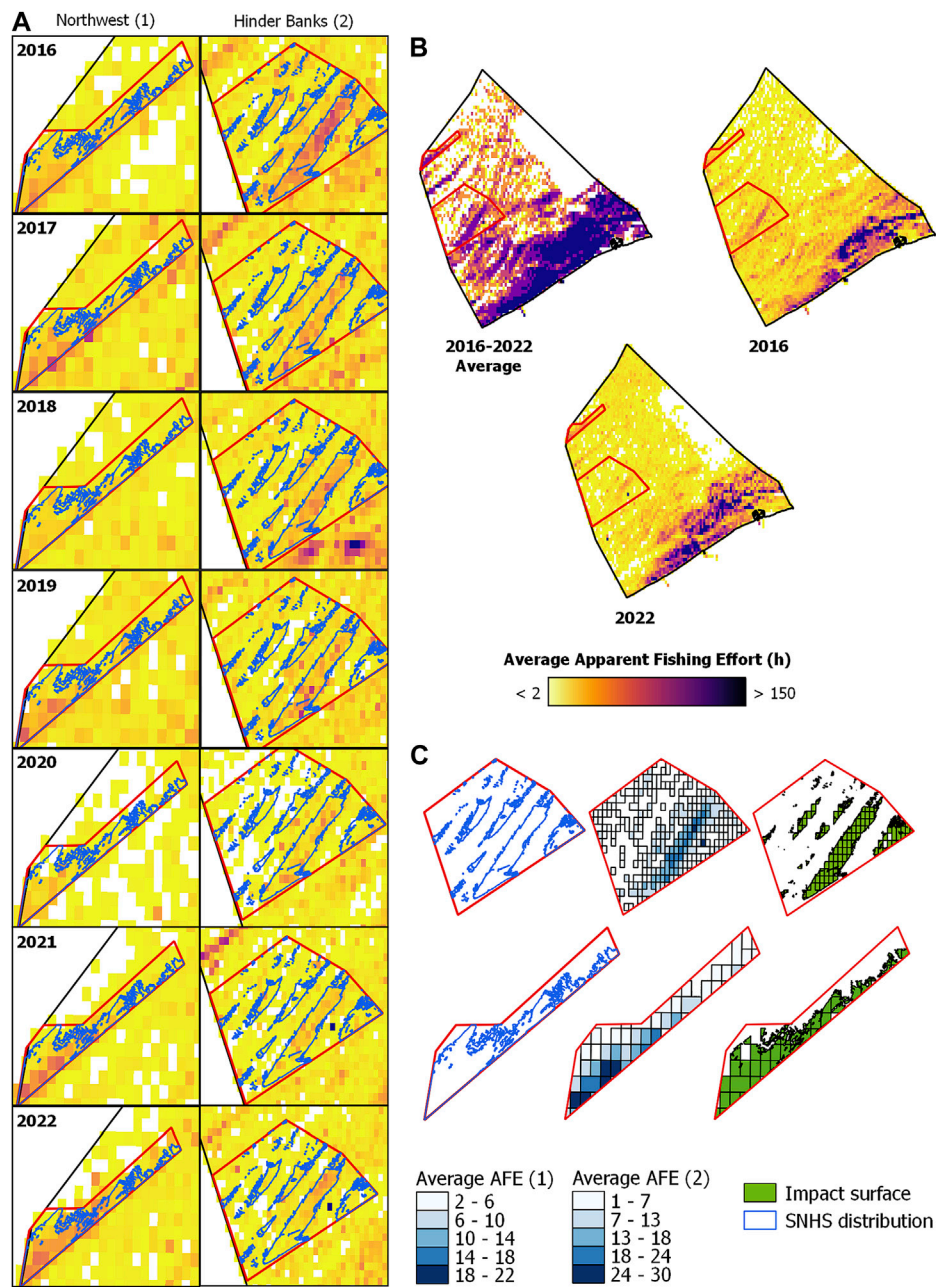 A
Northwest (1)
Hinder Banks (2)
2016
2017
2018
2019
2020
2021
2022
B
2016-2022
Average
2016
2022
Average Apparent Fishing Effort (h)
< 2
> 150
C
Average AFE (1)
2 - 6
6 - 10
10 - 14
14 - 18
18 - 22
Average AFE (2)
1 - 7
7 - 13
13 - 18
18 - 24
24 - 30
Impact surface
SNHS distribution